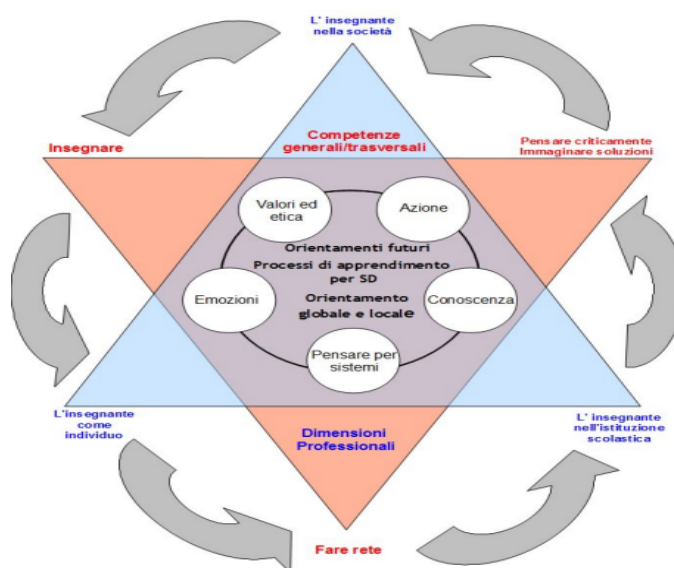 L' insegnante
nella società
Insegnare
Competenze
generali/trasversali
Pensare criticamente
Immaginare soluzioni
Valori ed
etica
Azione
Orientamenti futuri
Processi di apprendimento
per SD
Emozioni
Orientamento
globale e locale
Conoscenza
Pensare per
sistemi
L'insegnante
come
individuo
Dimensioni
Professionali
L' insegnante
nell'istituzione
scolastica
Fare rete